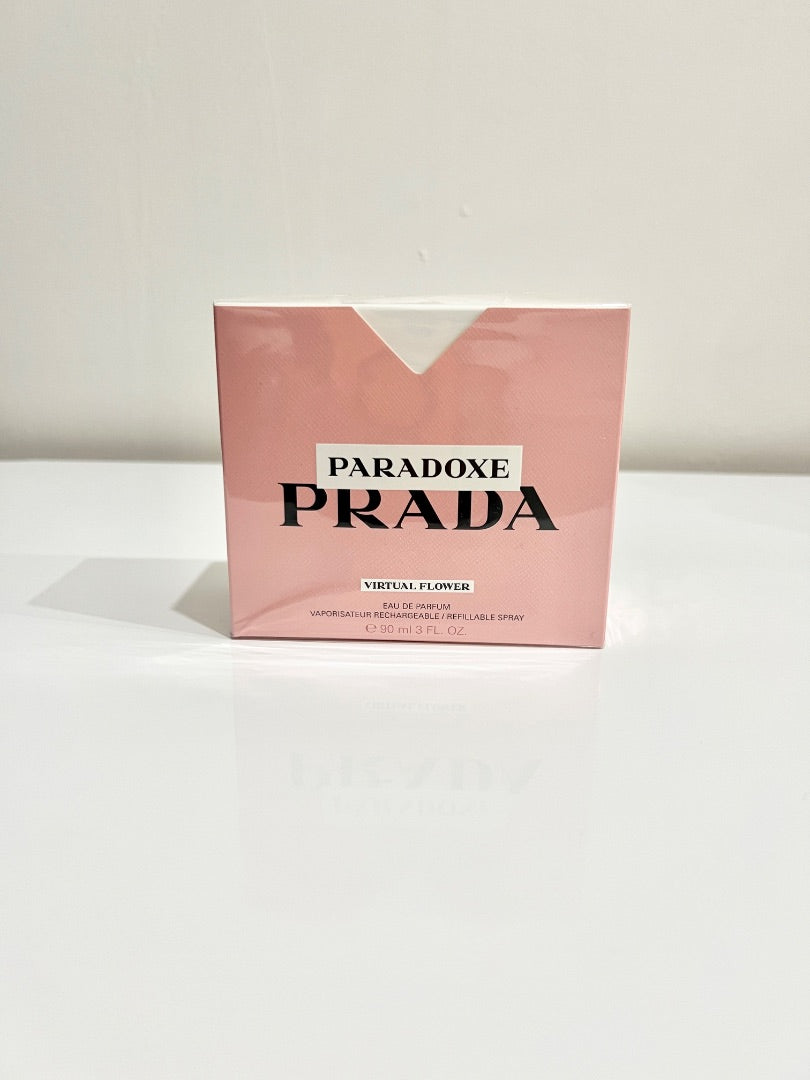 PARADOXE
PRADA
VIRTUAL FLOWER
EAU DE PARFUM
VAPORISATEUR RECHARGEABLE / REFILLABLE SPRAY
℮ 90 ml 3 FL. OZ.